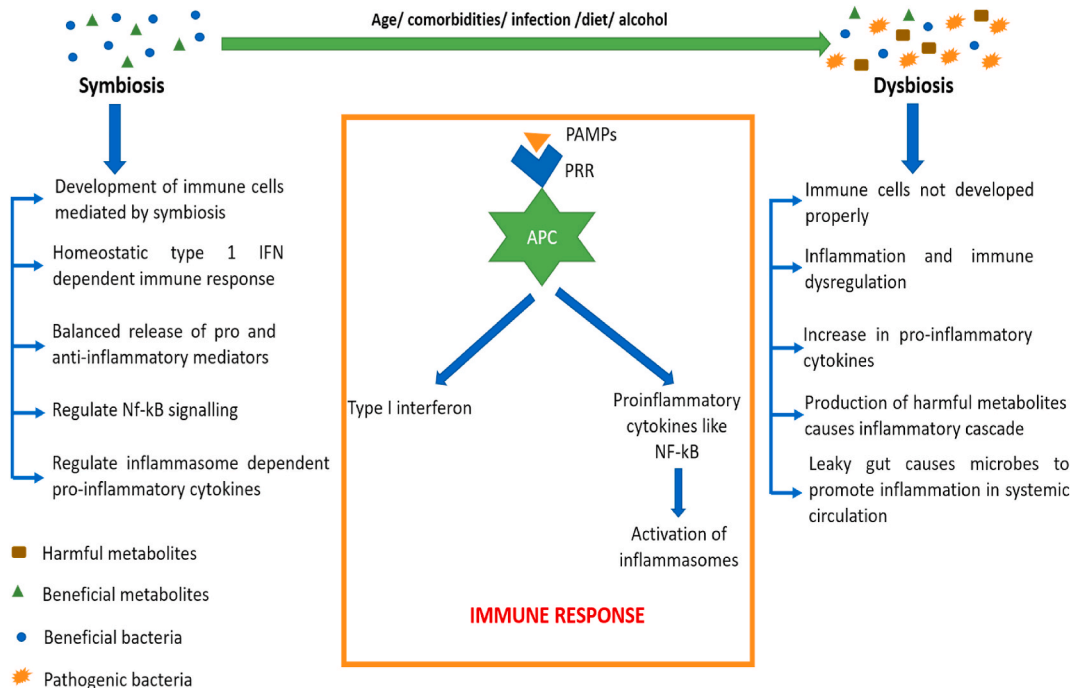 Age/ comorbidities/ infection /diet/ alcohol
Symbiosis
Dysbiosis
Development of immune cells
mediated by symbiosis
Homeostatic type 1 IFN
dependent immune response
Balanced release of pro and
anti-inflammatory mediators
Regulate Nf-kB signalling
Regulate inflammasome dependent
pro-inflammatory cytokines
PAMPs
PRR
APC
Type I interferon
Proinflammatory
cytokines like
NF-kB
Activation of
inflammasomes
IMMUNE RESPONSE
Immune cells not developed
properly
Inflammation and immune
dysregulation
Increase in pro-inflammatory
cytokines
Production of harmful metabolites
causes inflammatory cascade
Leaky gut causes microbes to
promote inflammation in systemic
circulation
Harmful metabolites
Beneficial metabolites
Beneficial bacteria
Pathogenic bacteria